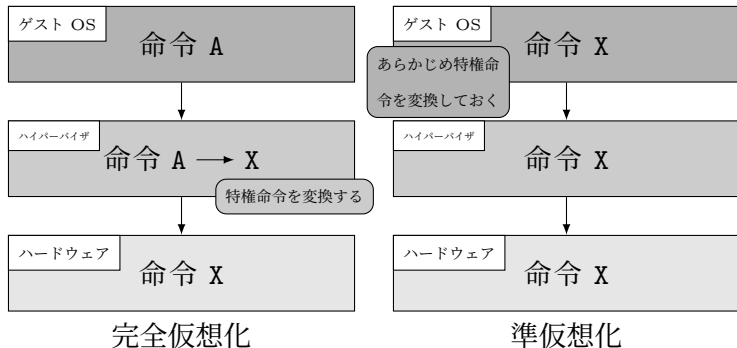 ゲスト OS
命令 A
ハイパーバイザ
命令 A → X
特権命令を変換する
ハードウェア
命令 X
完全仮想化
ゲスト OS
命令 X
あらかじめ特権命
令を変換しておく
ハイパーバイザ
命令 X
ハードウェア
命令 X
準仮想化